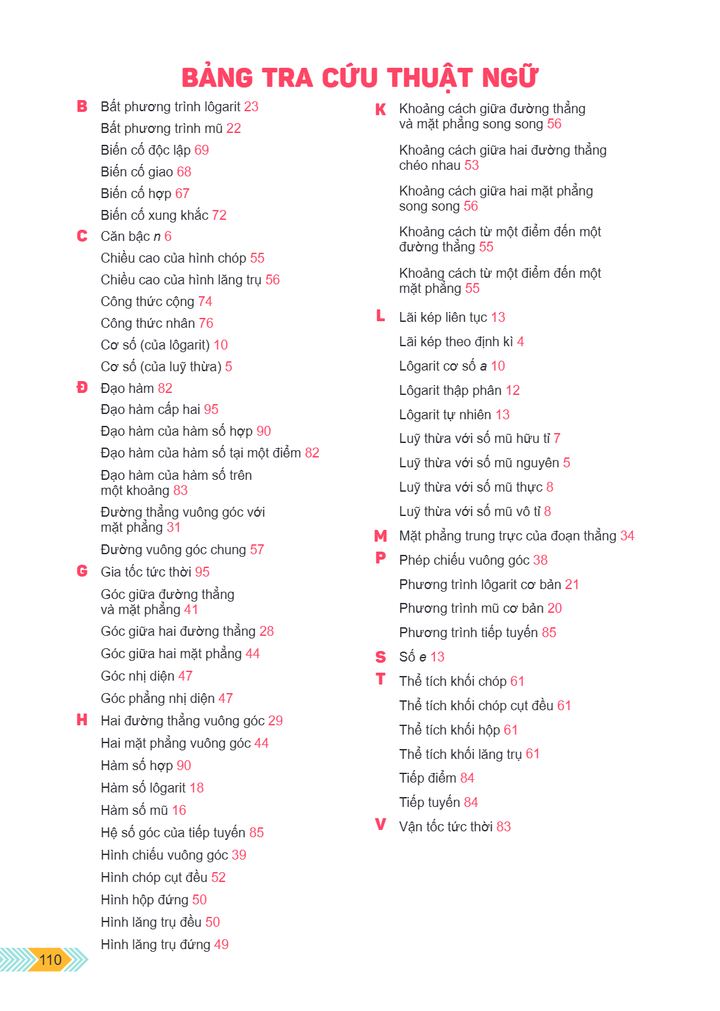 BẢNG TRA CỨU THUẬT NGỮ
B Bất phương trình lôgarit 23
Bất phương trình mũ 22
Biến cố độc lập 69
Biến cố giao 68
Biến cố hợp 67
Biến cố xung khắc 72
C Căn bậc n 6
Chiều cao của hình chóp 55
Chiều cao của hình lăng trụ 56
Công thức cộng 74
Công thức nhân 76
Cơ số (của lôgarit) 10
Cơ số (của luỹ thừa) 5
Đ Đạo hàm 82
Đạo hàm cấp hai 95
Đạo hàm của hàm số hợp 90
Đạo hàm của hàm số tại một điểm 82
Đạo hàm của hàm số trên
một khoảng 83
Đường thẳng vuông góc với
mặt phẳng 31
Đường vuông góc chung 57
G Gia tốc tức thời 95
Góc giữa đường thẳng
và mặt phẳng 41
Góc giữa hai đường thẳng 28
Góc giữa hai mặt phẳng 44
Góc nhị diện 47
Góc phẳng nhị diện 47
H Hai đường thẳng vuông góc 29
Hai mặt phẳng vuông góc 44
Hàm số hợp 90
Hàm số lôgarit 18
Hàm số mũ 16
Hệ số góc của tiếp tuyến 85
Hình chiếu vuông góc 39
Hình chóp cụt đều 52
Hình hộp đứng 50
Hình lăng trụ đều 50
Hình lăng trụ đứng 49
K Khoảng cách giữa đường thẳng
và mặt phẳng song song 56
Khoảng cách giữa hai đường thẳng
chéo nhau 53
Khoảng cách giữa hai mặt phẳng
song song 56
Khoảng cách từ một điểm đến một
đường thẳng 55
Khoảng cách từ một điểm đến một
mặt phẳng 55
L Lãi kép liên tục 13
Lãi kép theo định kì 4
Lôgarit cơ số a 10
Lôgarit thập phân 12
Lôgarit tự nhiên 13
Luỹ thừa với số mũ hữu tỉ 7
Luỹ thừa với số mũ nguyên 5
Luỹ thừa với số mũ thực 8
Luỹ thừa với số mũ vô tỉ 8
M Mặt phẳng trung trực của đoạn thẳng 34
P Phép chiếu vuông góc 38
Phương trình lôgarit cơ bản 21
Phương trình mũ cơ bản 20
Phương trình tiếp tuyến 85
S Số e 13
T Thể tích khối chóp 61
Thể tích khối chóp cụt đều 61
Thể tích khối hộp 61
Thể tích khối lăng trụ 61
Tiếp điểm 84
Tiếp tuyến 84
V Vận tốc tức thời 83
110